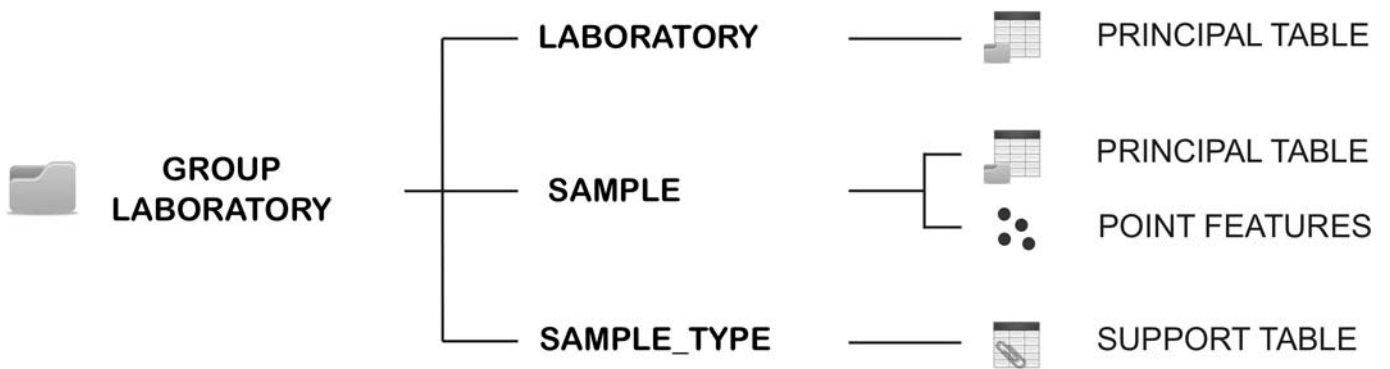 LABORATORY
PRINCIPAL TABLE
GROUP
LABORATORY
SAMPLE
PRINCIPAL TABLE
POINT FEATURES
SAMPLE_TYPE
SUPPORT TABLE